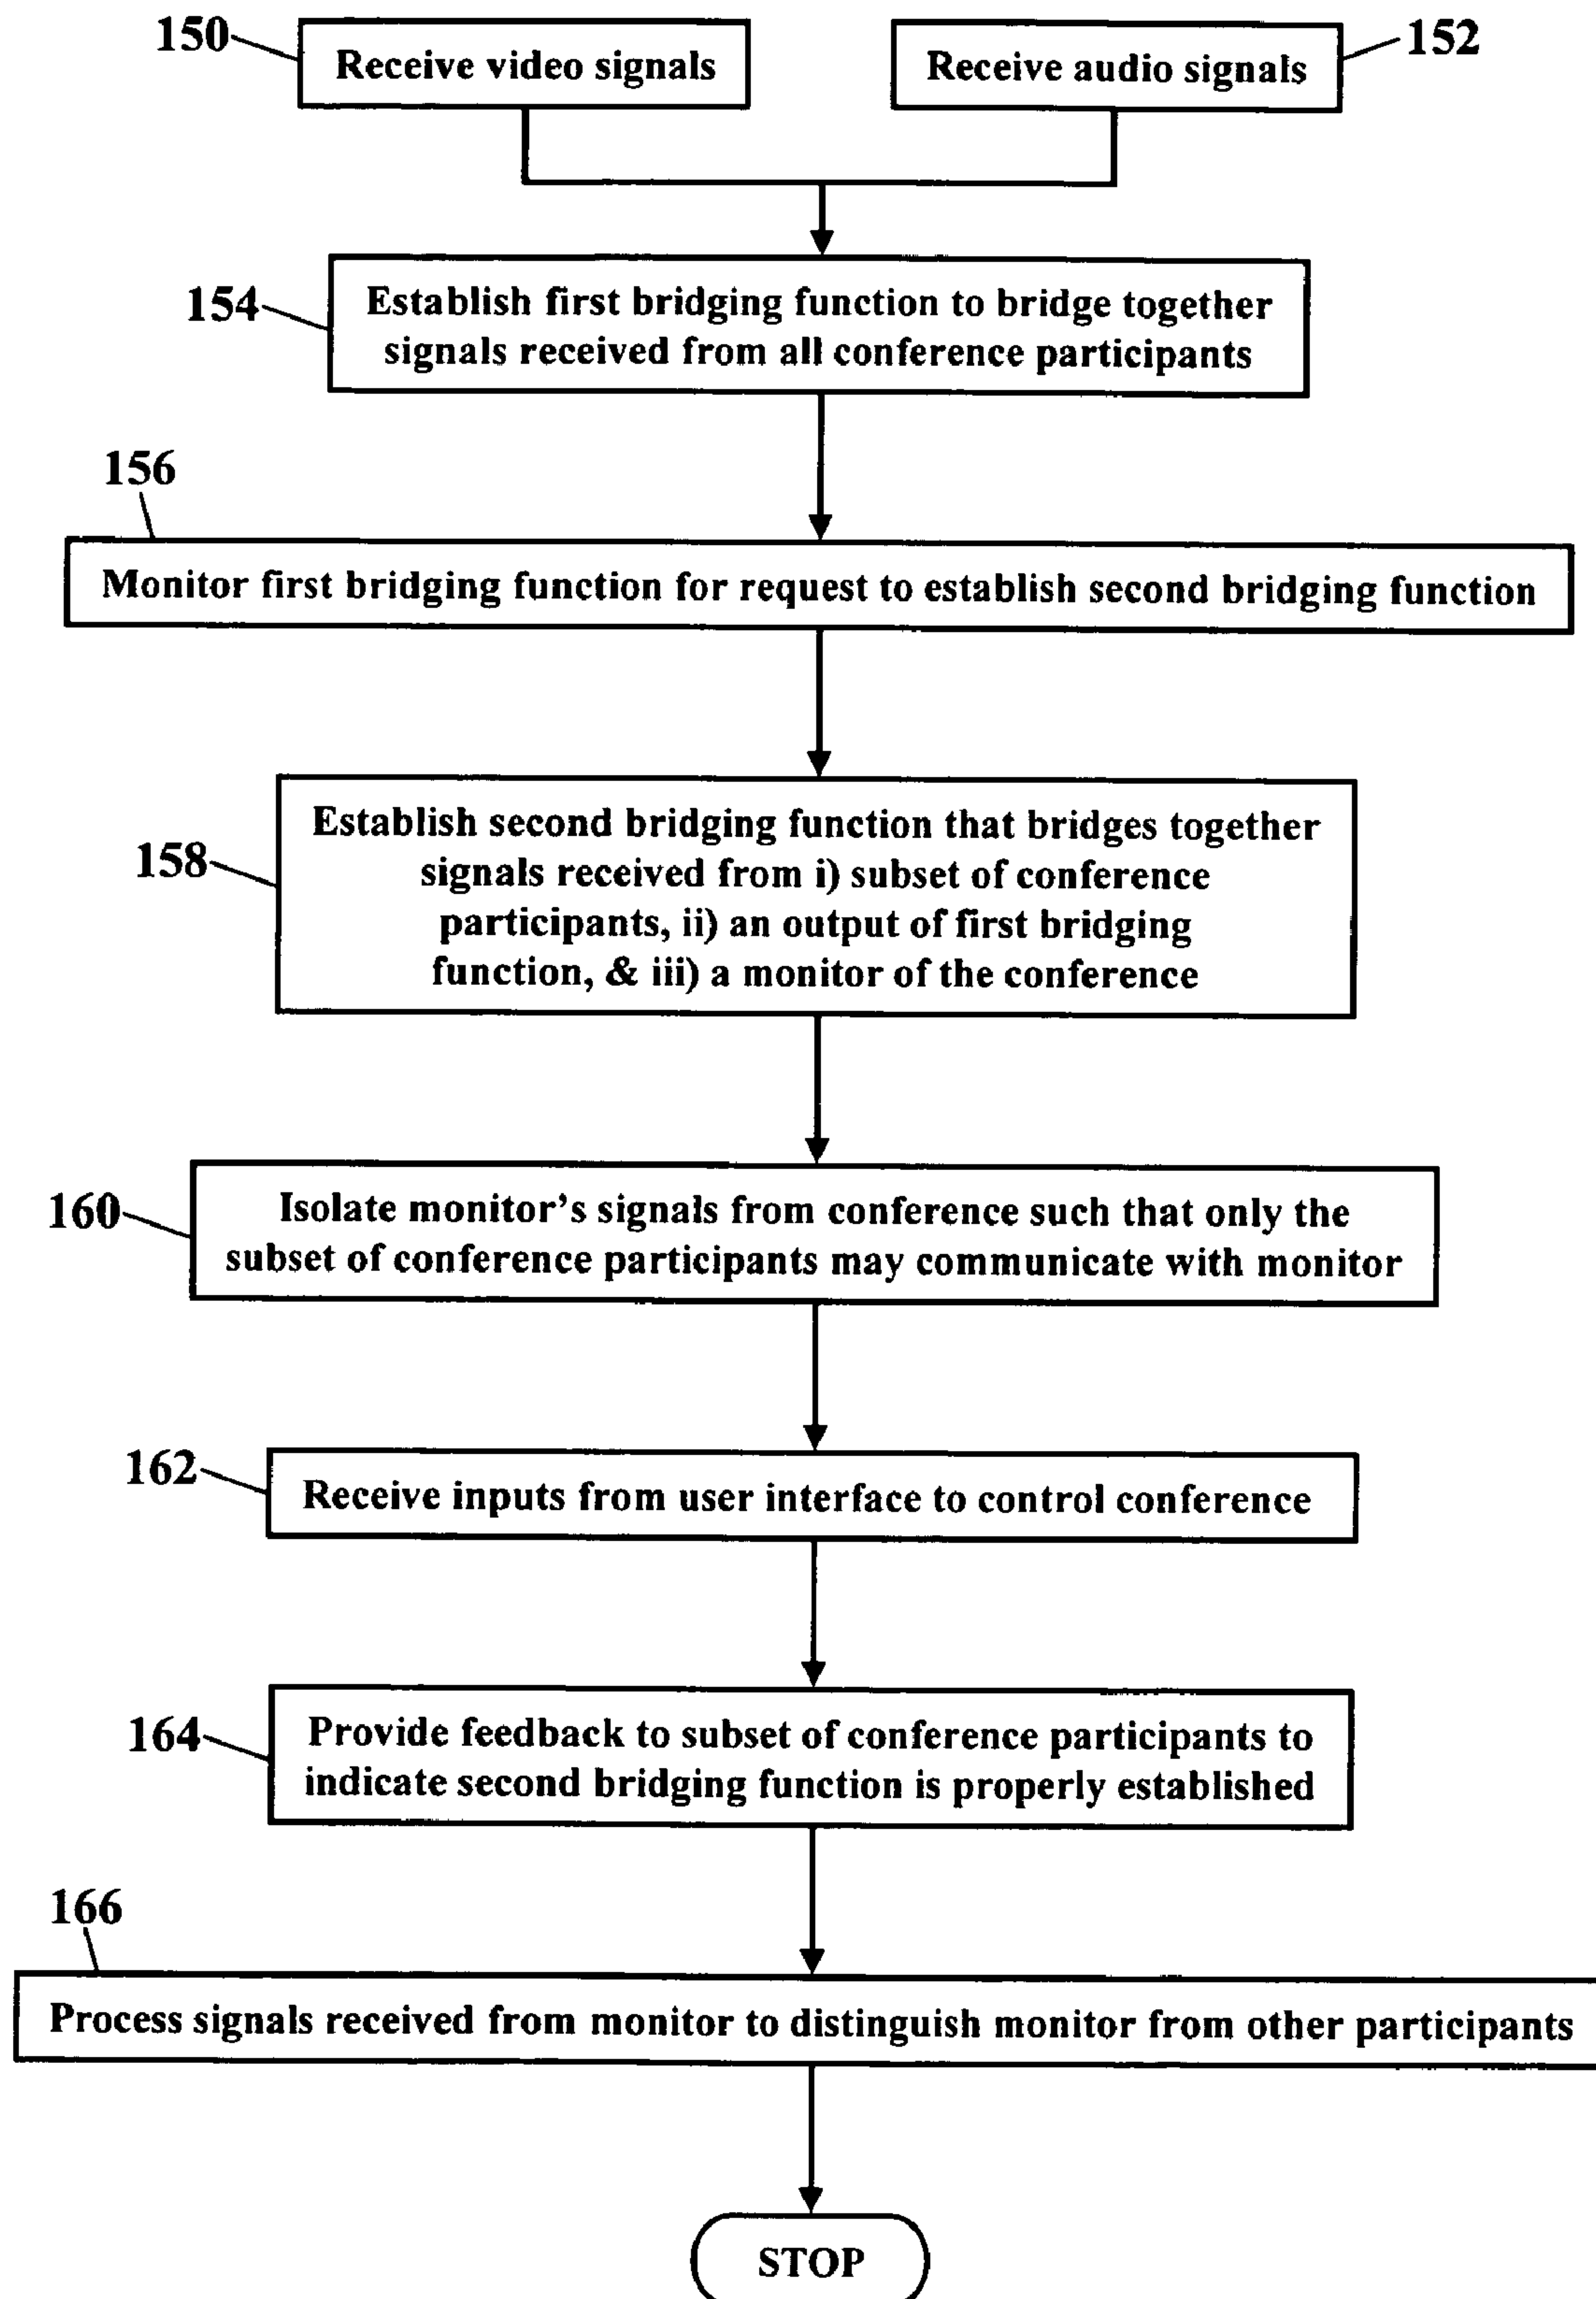 150
Receive video signals
Receive audio signals
152
154
Establish first bridging function to bridge together
signals received from all conference participants
156
Monitor first bridging function for request to establish second bridging function
158
Establish second bridging function that bridges together
signals received from i) subset of conference
participants, ii) an output of first bridging
function, & iii) a monitor of the conference
160
Isolate monitor's signals from conference such that only the
subset of conference participants may communicate with monitor
162
Receive inputs from user interface to control conference
164
Provide feedback to subset of conference participants to
indicate second bridging function is properly established
166
Process signals received from monitor to distinguish monitor from other participants
STOP